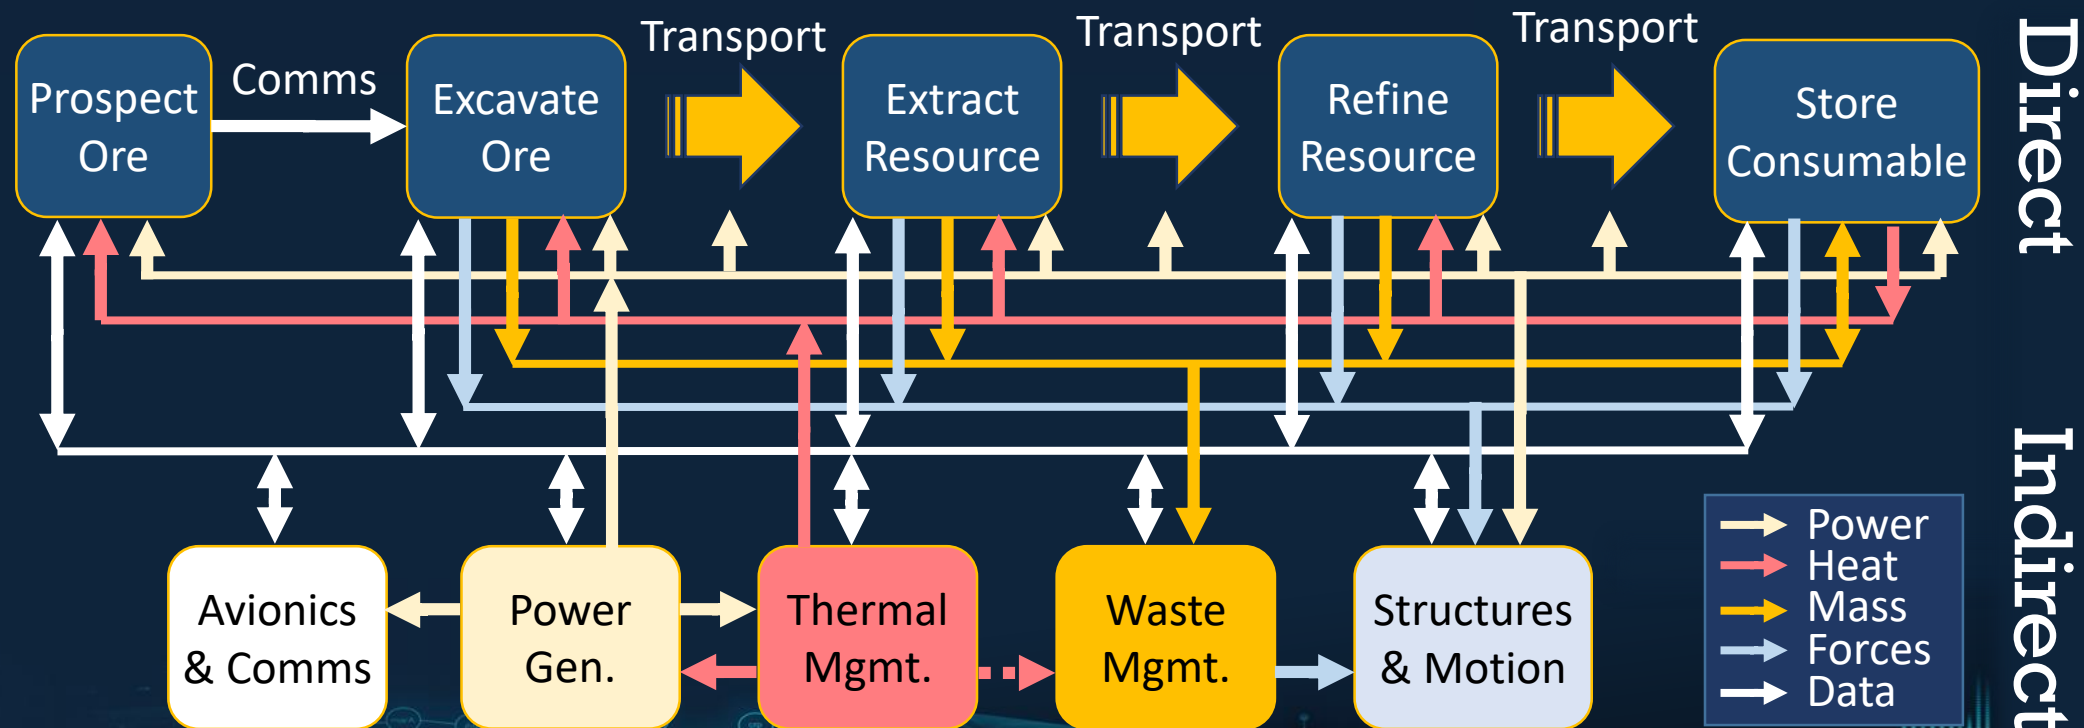 Prospect
Ore
Comms
Excavate
Ore
Transport
Extract
Resource
Transport
Refine
Resource
Transport
Store
Consumable
Direct
Avionics
& Comms
Power
Gen.
Thermal
Mgmt.
Waste
Mgmt.
Structures
& Motion
Power
Heat
Mass
Forces
Data
Indirect